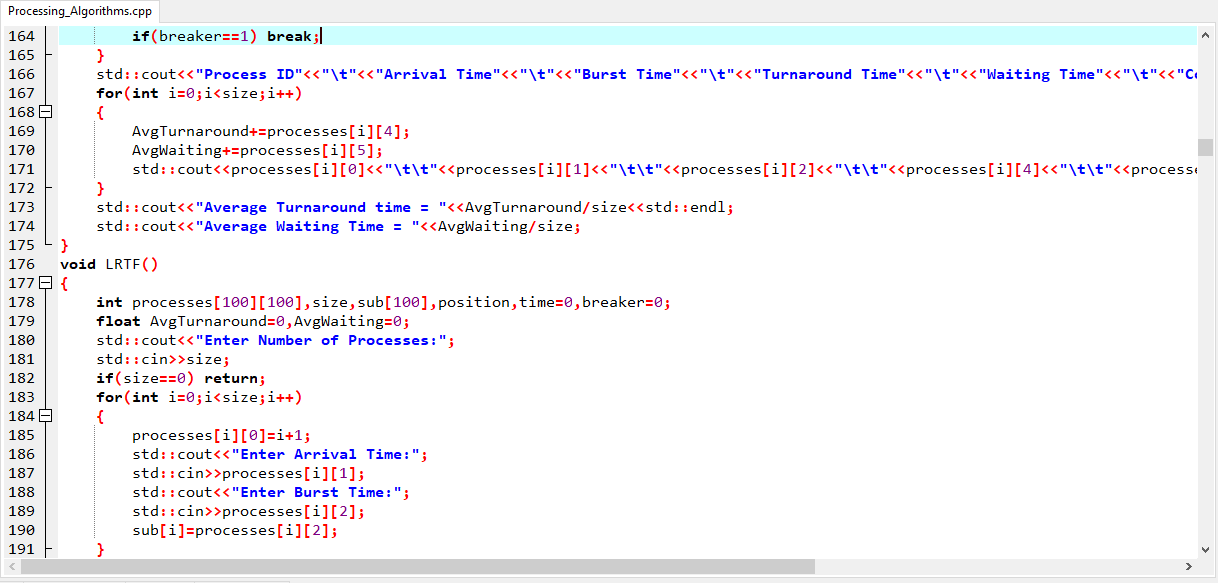 Processing_Algorithms.cpp
164 if(breaker==1) break;
165 }
166 std::cout<<"Process ID"<<"\t"<<"Arrival Time"<<"\t"<<"Burst Time"<<"\t"<<"Turnaround Time"<<"\t"<<"Waiting Time"<<"\t"<<"Co
167 for(int i=0;i<size;i++)
168 {
169 AvgTurnaround+=processes[i][4];
170 AvgWaiting+=processes[i][5];
171 std::cout<<processes[i][0]<<"\t\t"<<processes[i][1]<<"\t\t"<<processes[i][2]<<"\t\t"<<processes[i][4]<<"\t\t"<<processe
172 }
173 std::cout<<"Average Turnaround time = "<<AvgTurnaround/size<<std::endl;
174 std::cout<<"Average Waiting Time = "<<AvgWaiting/size;
175 }
176 void LRTF()
177 {
178 int processes[100][100],size,sub[100],position,time=0,breaker=0;
179 float AvgTurnaround=0,AvgWaiting=0;
180 std::cout<<"Enter Number of Processes:";
181 std::cin>>size;
182 if(size==0) return;
183 for(int i=0;i<size;i++)
184 {
185 processes[i][0]=i+1;
186 std::cout<<"Enter Arrival Time:";
187 std::cin>>processes[i][1];
188 std::cout<<"Enter Burst Time:";
189 std::cin>>processes[i][2];
190 sub[i]=processes[i][2];
191 }